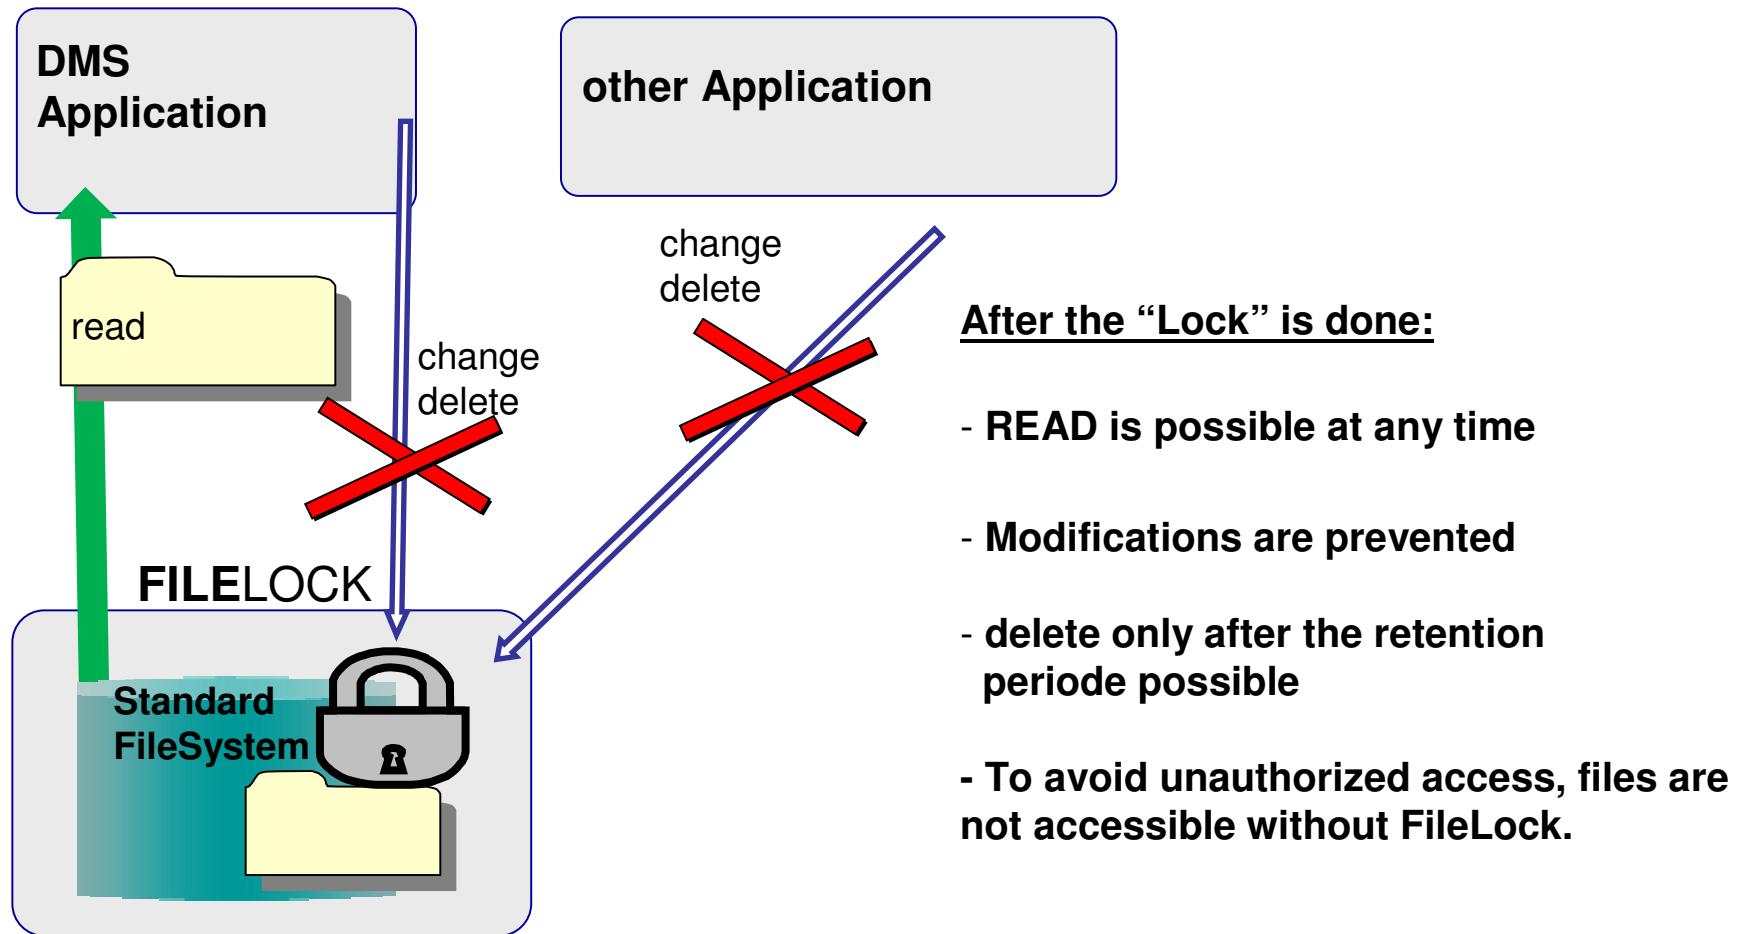 DMS
Application
other Application
read
change
delete
change
delete
FILELOCK
Standard
FileSystem
After the “Lock” is done:
- READ is possible at any time
- Modifications are prevented
- delete only after the retention
periode possible
- To avoid unauthorized access, files are
not accessible without FileLock.